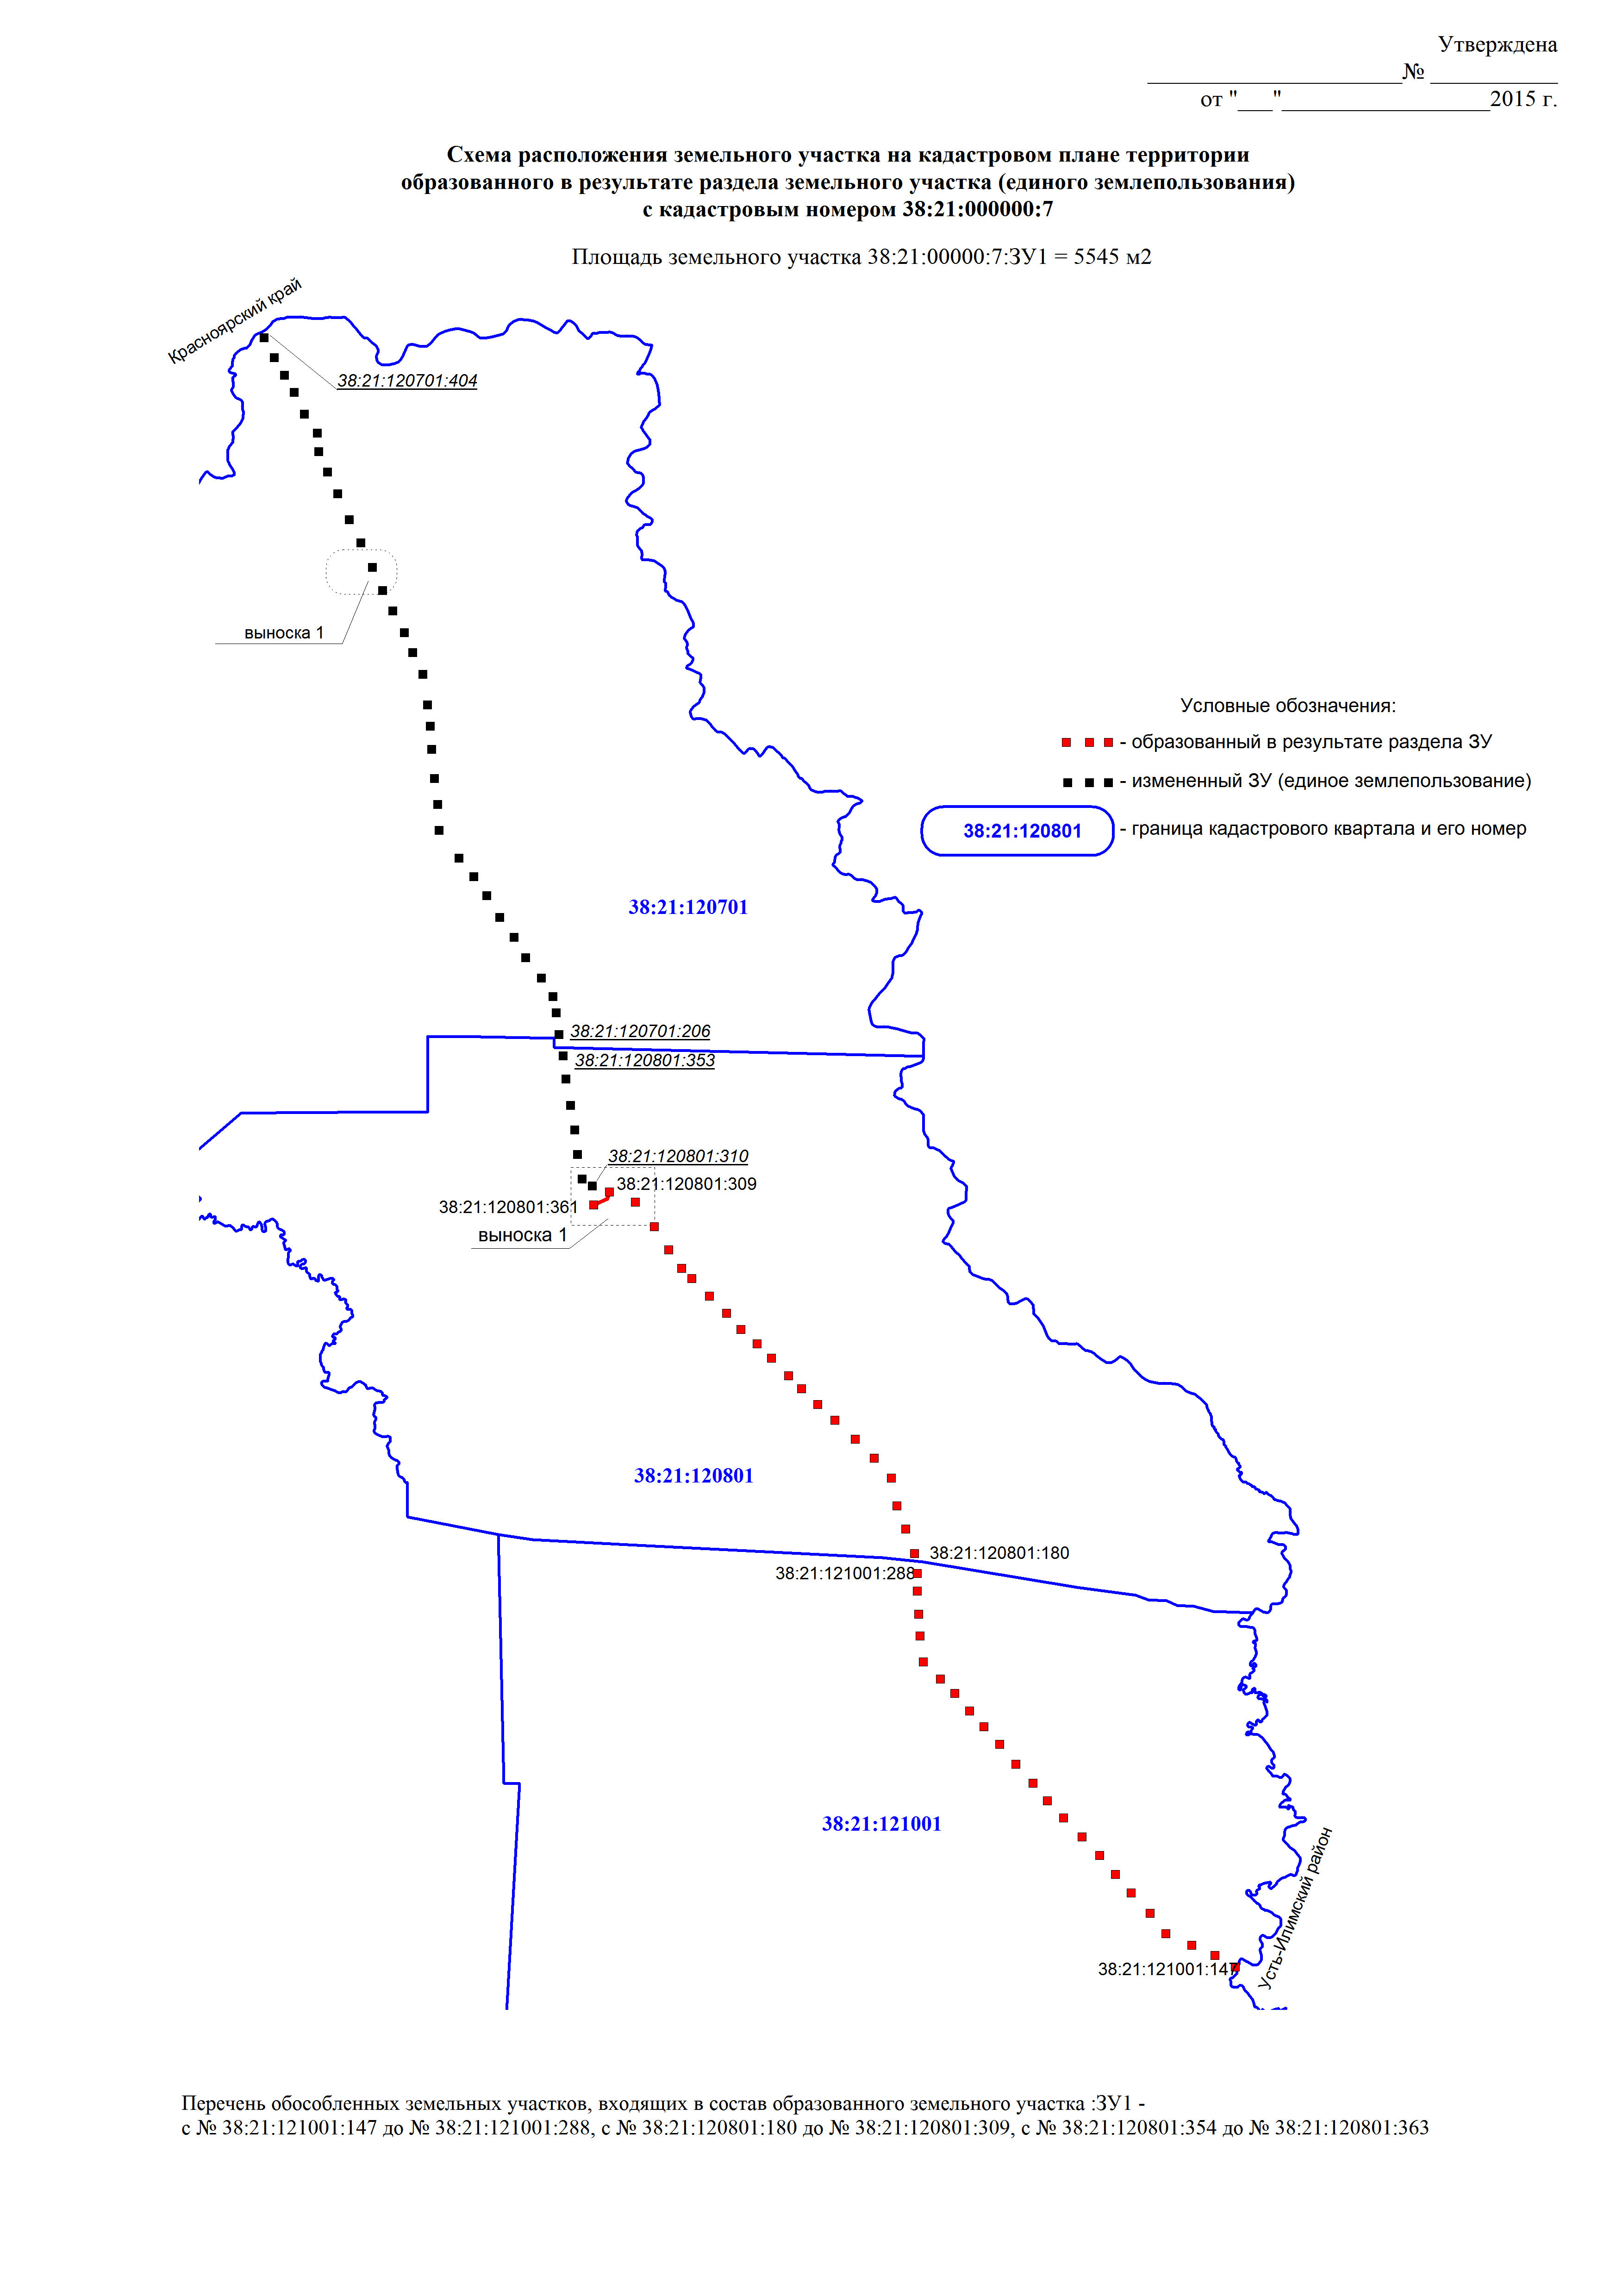 Утверждена
№
от "___"__________________2015 г.
Схема расположения земельного участка на кадастровом плане территории
образованного в результате раздела земельного участка (единого землепользования)
с кадастровым номером 38:21:000000:7
Площадь земельного участка 38:21:00000:7:ЗУ1 = 5545 м2
Красноярский край
38:21:120701:404
выноска 1
Условные обозначения:
- образованный в результате раздела ЗУ
- измененный ЗУ (единое землепользование)
38:21:120801 - граница кадастрового квартала и его номер
38:21:120701
38:21:120701:206
38:21:120801:353
38:21:120801:310
38:21:120801:309
38:21:120801:361
выноска 1
38:21:120801
38:21:120801:180
38:21:121001:288
38:21:121001
Усть-Илимский район
38:21:121001:147
Перечень обособленных земельных участков, входящих в состав образованного земельного участка :ЗУ1 -
с № 38:21:121001:147 до № 38:21:121001:288, с № 38:21:120801:180 до № 38:21:120801:309, с № 38:21:120801:354 до № 38:21:120801:363